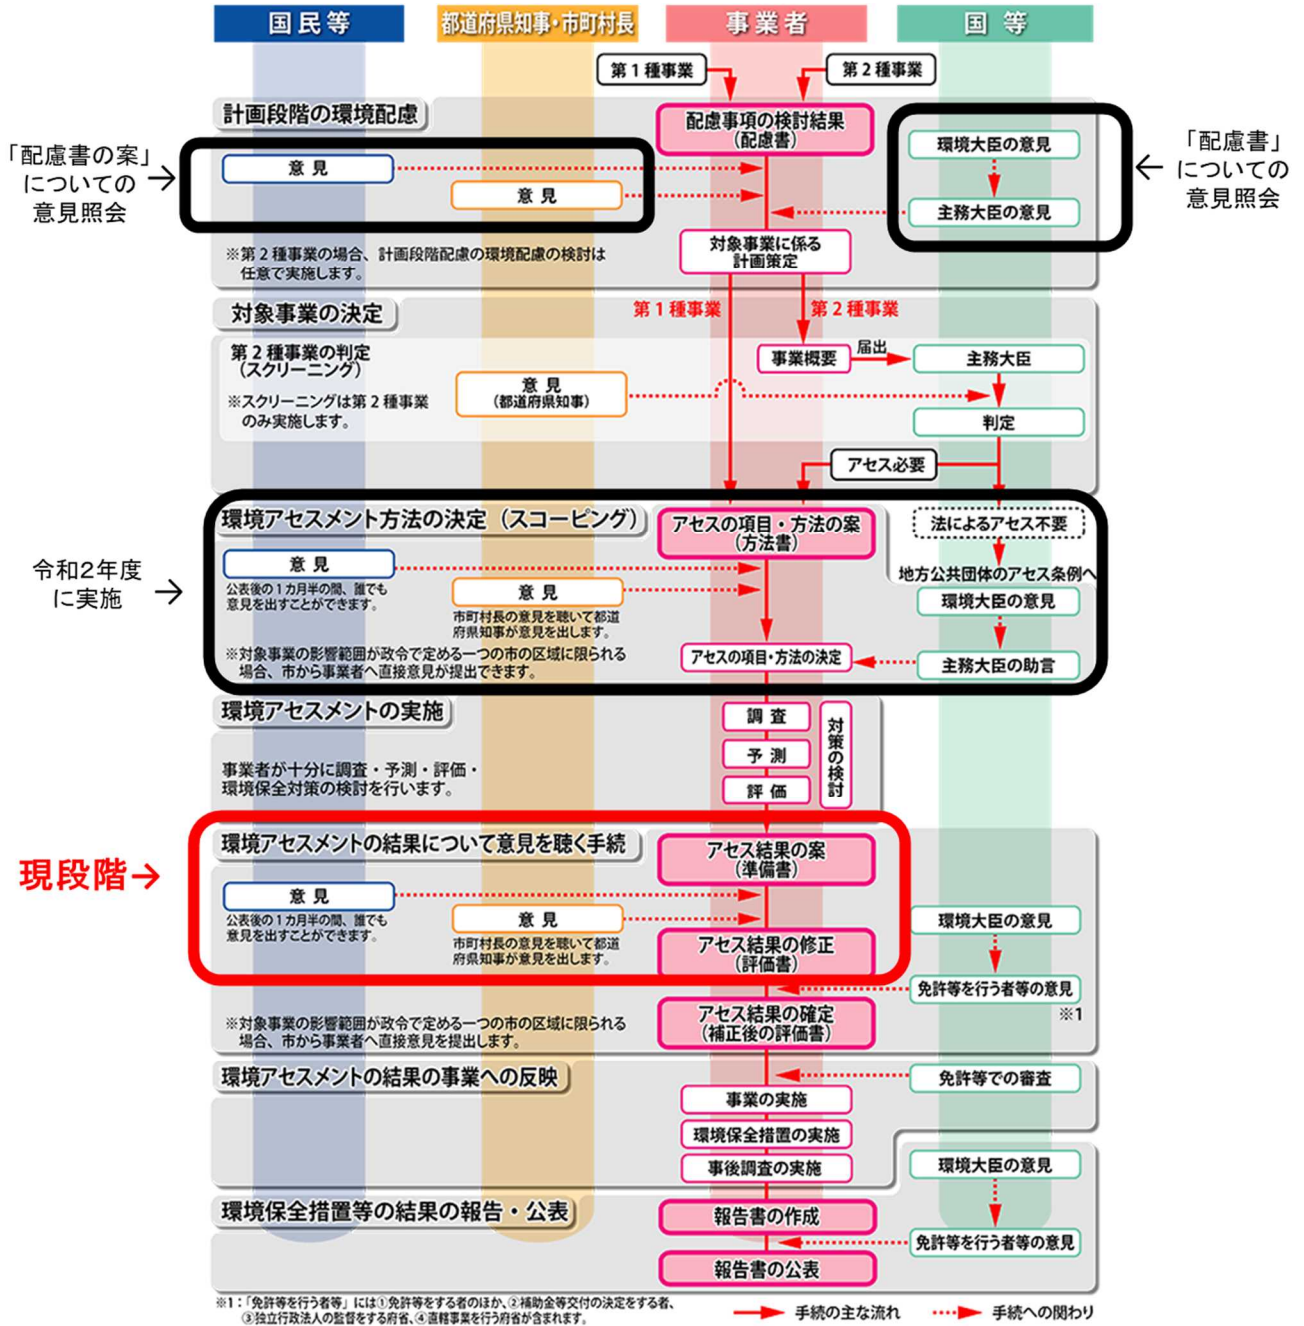 国民等
都道府県知事・市町村長
事業者
国 等
第1種事業
第2種事業
計画段階の環境配慮
配慮事項の検討結果
(配慮書)
「配慮書の案」
についての
意見照会
→
意 見
意 見
環境大臣の意見
主務大臣の意見
←
「配慮書」
についての
意見照会
※第2種事業の場合、計画段階配慮の環境配慮の検討は
任意で実施します。
対象事業に係る
計画策定
対象事業の決定
第1種事業
第2種事業
第2種事業の判定
(スクリーニング)
※スクリーニングは第2種事業
のみ実施します。
意 見
(都道府県知事)
事業概要
届出
主務大臣
判定
アセス必要
環境アセスメント方法の決定(スコーピング)
アセスの項目・方法の案
(方法書)
法によるアセス不要
地方公共団体のアセス条例へ
令和2年度
に実施
→
意 見
公表後の1カ月半の間、誰でも
意見を出すことができます。
意 見
市町村長の意見を聴いて都道
府県知事が意見を出します。
環境大臣の意見
※対象事業の影響範囲が政令で定める一つの市の区域に限られる
場合、市から事業者へ直接意見が提出できます。
アセスの項目・方法の決定
主務大臣の助言
環境アセスメントの実施
事業者が十分に調査・予測・評価・
環境保全対策の検討を行います。
調 査
予 測
評 価
対策の検討
現段階→
環境アセスメントの結果について意見を聴く手続
アセス結果の案
(準備書)
意 見
公表後の1カ月半の間、誰でも
意見を出すことができます。
意 見
市町村長の意見を聴いて都道
府県知事が意見を出します。
アセス結果の修正
(評価書)
環境大臣の意見
免許等を行う者等の意見
※1
※対象事業の影響範囲が政令で定める一つの市の区域に限られる
場合、市から事業者へ直接意見を提出します。
アセス結果の確定
(補正後の評価書)
環境アセスメントの結果の事業への反映
免許等での審査
事業の実施
環境保全措置の実施
事後調査の実施
環境大臣の意見
環境保全措置等の結果の報告・公表
報告書の作成
免許等を行う者等の意見
報告書の公表
※1:「免許等を行う者等」には①免許等をする者のほか、②補助金等交付の決定をする者、
③独立行政法人の監督をする府省、④直轄事業を行う府省が含まれます。
手続の主な流れ
手続への関わり